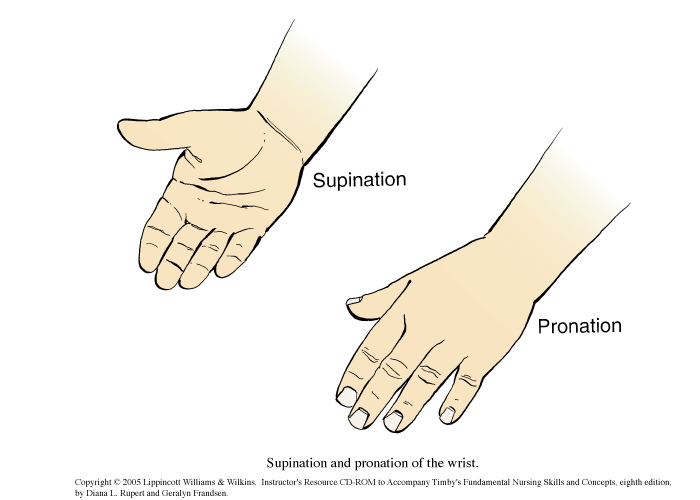 Supination
Pronation
Supination and pronation of the wrist.
Copyright © 2005 Lippincott Williams & Wilkins. Instructor's Resource CD-ROM to Accompany Timby's Fundamental Nursing Skills and Concepts, eighth edition,
by Diana L. Rupert and Geralyn Frandsen.